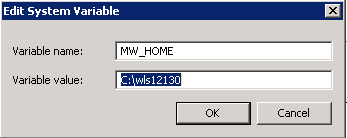 Edit System Variable
Variable name: MW_HOME
Variable value: C:\wls12130
OK Cancel